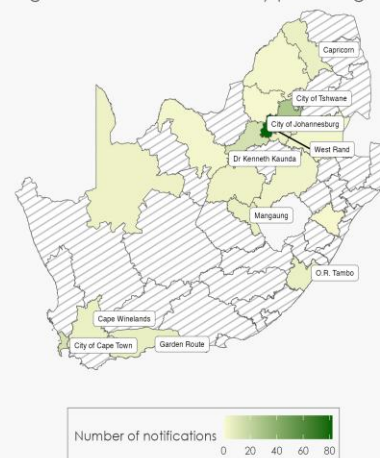 Capricorn
City of Tshwane
City of Johannesburg
West Rand
Dr Kenneth Kaunda
Mangaung
O.R. Tambo
Cape Winelands
City of Cape Town
Garden Route
Number of notifications
0 20 40 60 80